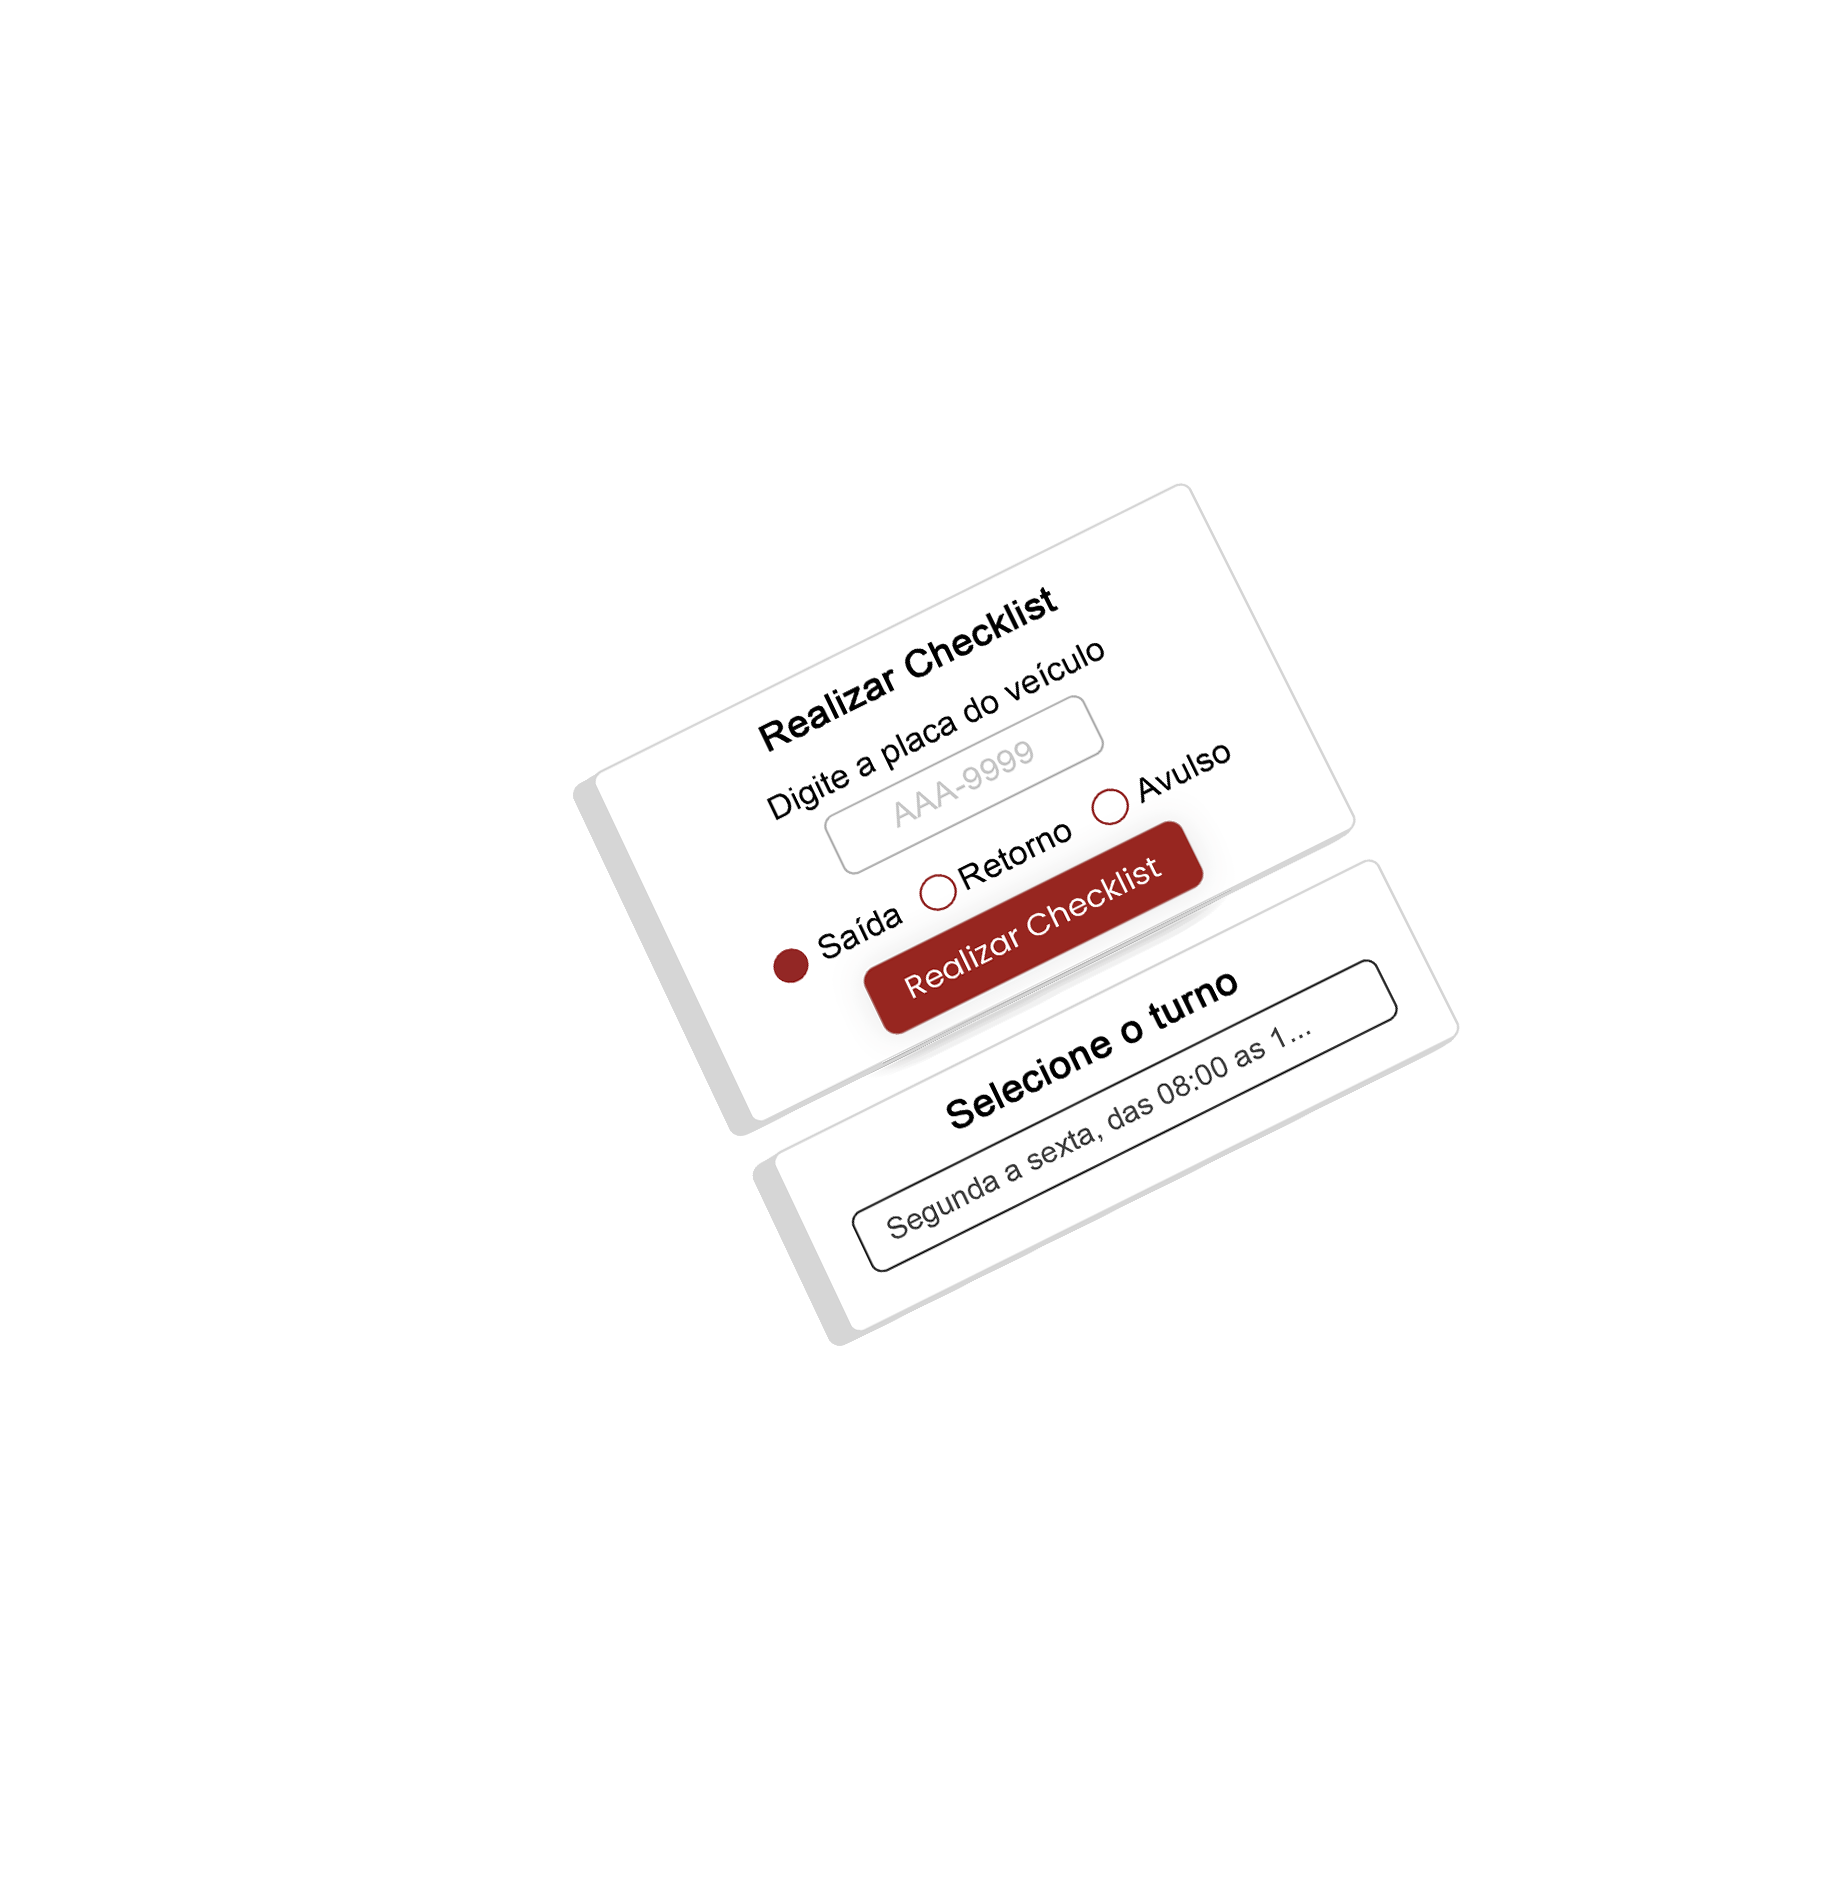 Realizar Checklist
Digite a placa do veículo
AAA-9999
Saída Retorno Avulso
Realizar Checklist
Selecione o turno
Segunda a sexta, das 08:00 as 1...